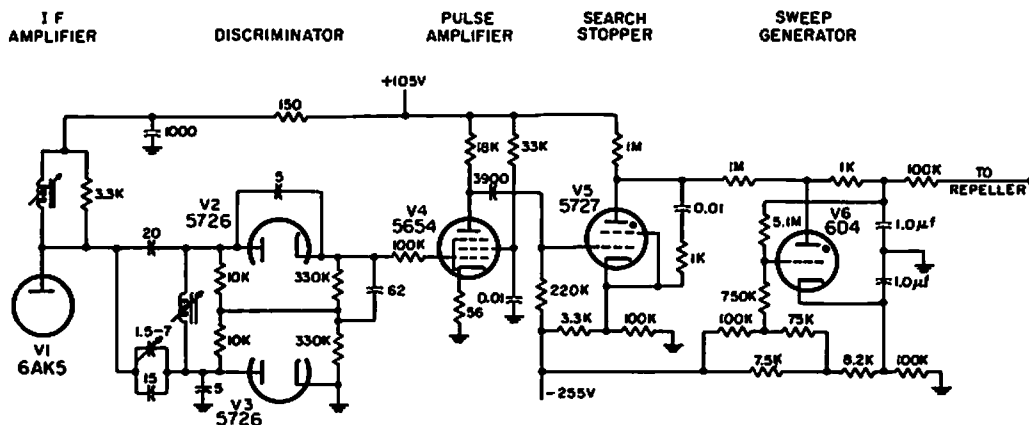 I F AMPLIFIER
DISCRIMINATOR
PULSE AMPLIFIER
SEARCH STOPPER
SWEEP GENERATOR
+105V
150
1000
3.3K
20
1.5-7
15
5
V1
6AK5
V2
5726
5
10K
10K
330K
330K
62
V3
5726
100K
V4
5654
18K
33K
3900
56
0.01
220K
V5
5727
1M
3.3K
100K
0.01
1K
-255V
1M
1K
100K
TO REPELLER
5.1M
V6
6O4
1.0µf
1.0µf
750K
100K
75K
7.5K
8.2K
100K